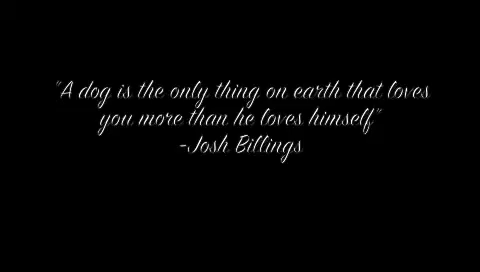 "A dog is the only thing on earth that loves
you more than he loves himself"
-Josh Billings